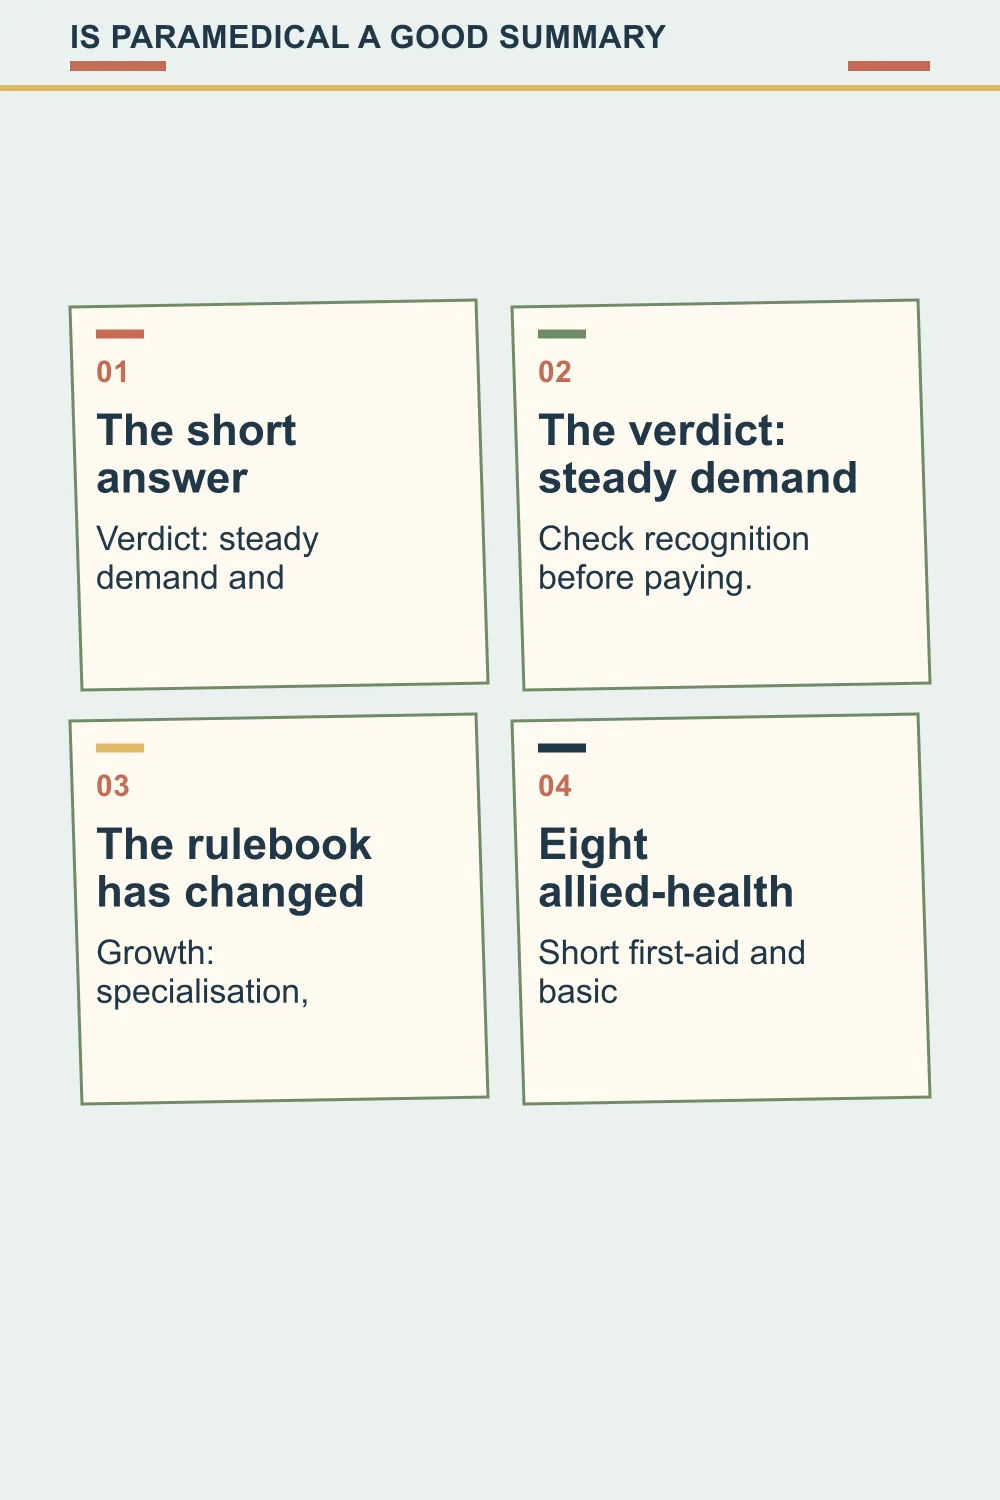 IS PARAMEDICAL A GOOD SUMMARY
01
The short
answer
Verdict: steady
demand and
02
The verdict:
steady demand
Check recognition
before paying.
03
The rulebook
has changed
Growth:
specialisation,
04
Eight
allied-health
Short first-aid and
basic